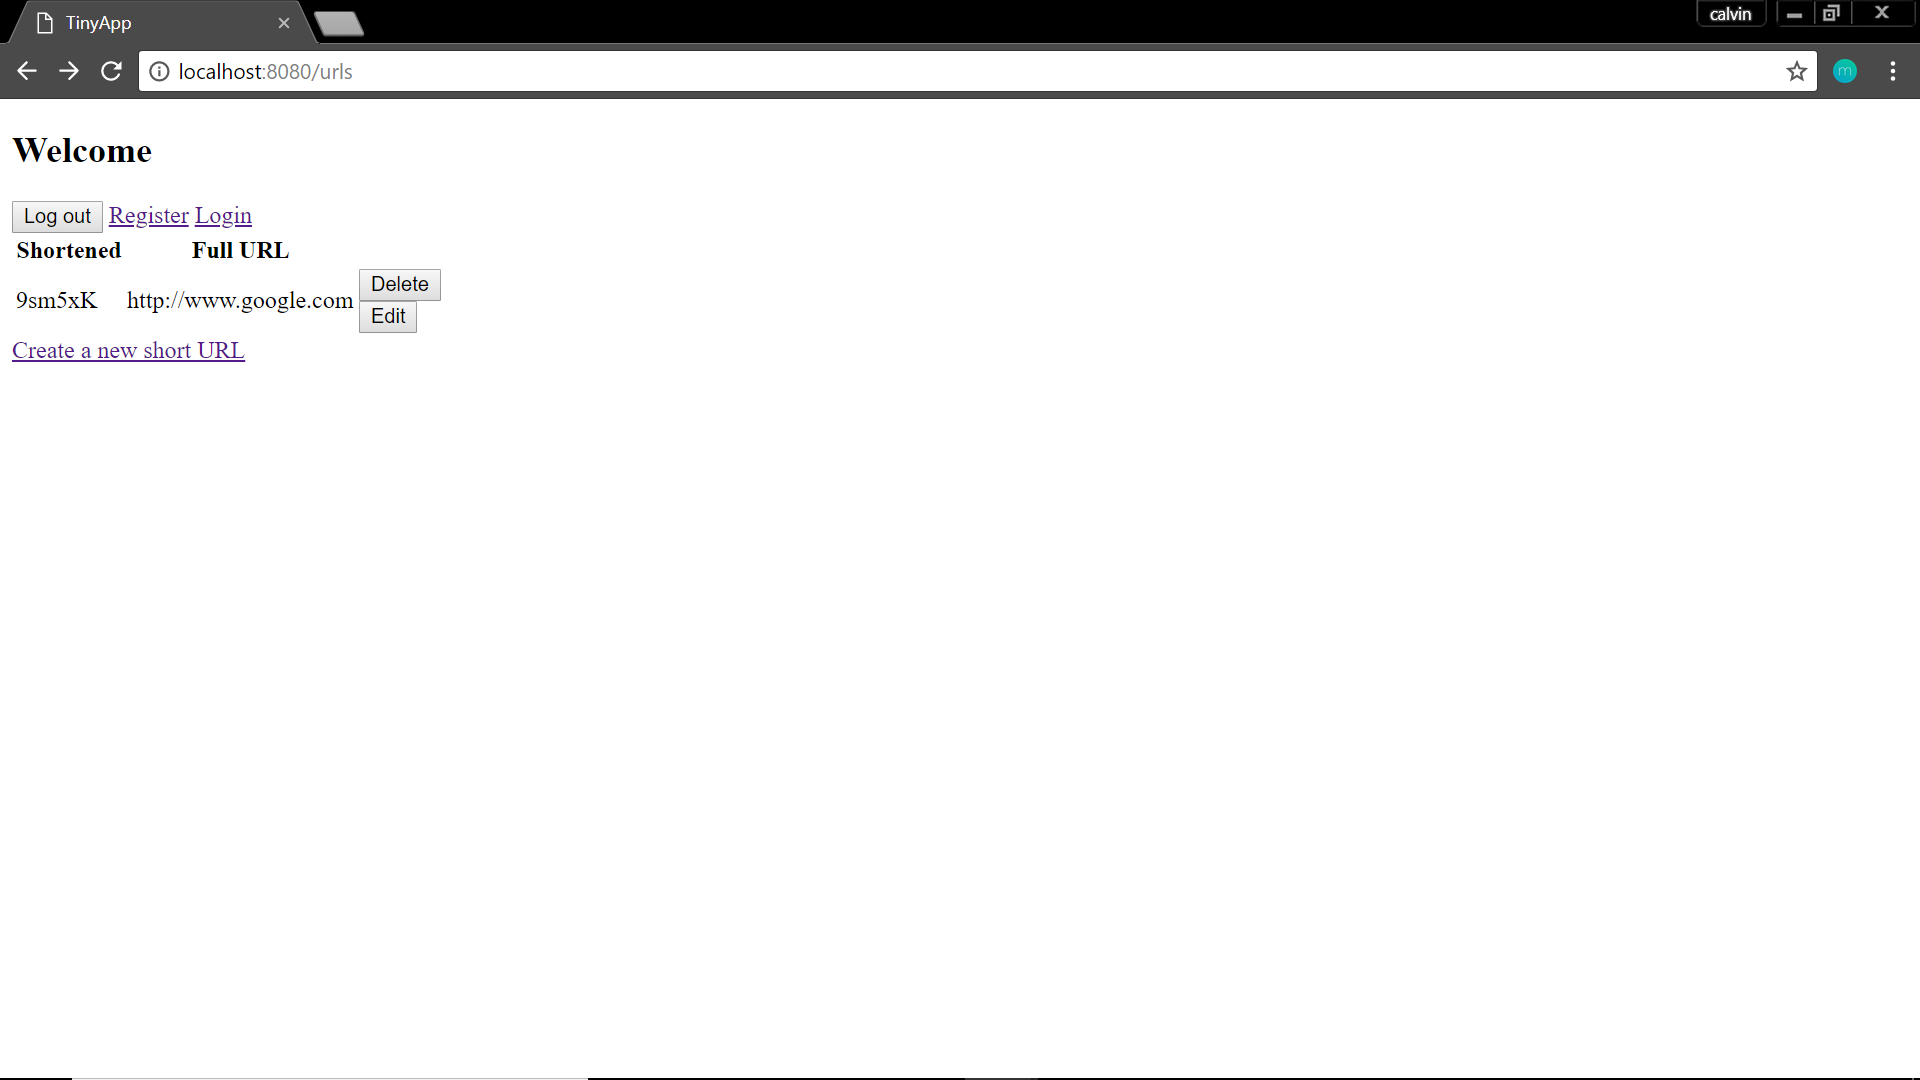 TinyApp
calvin
localhost:8080/urls
m
Welcome
Log out Register Login
Shortened Full URL
9sm5xK http://www.google.com Delete
Edit
Create a new short URL